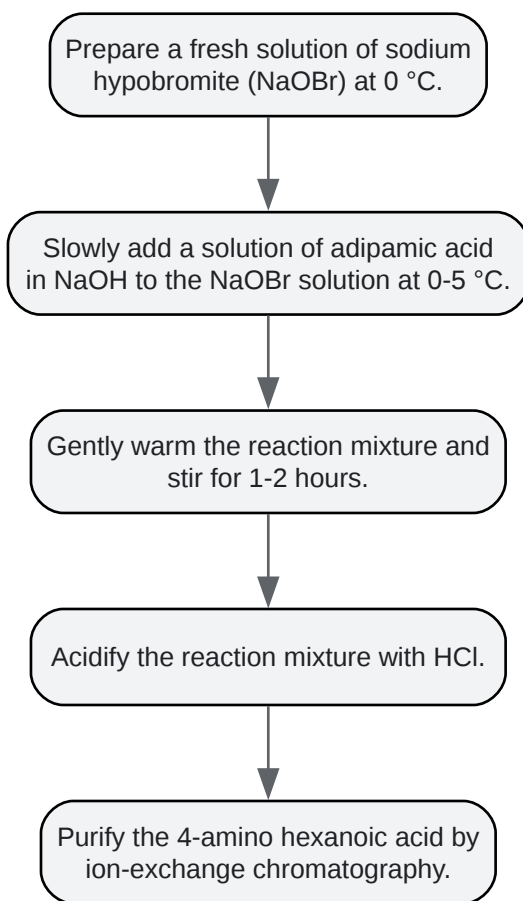 Prepare a fresh solution of sodium
hypobromite (NaOBr) at 0 °C.
Slowly add a solution of adipamic acid
in NaOH to the NaOBr solution at 0-5 °C.
Gently warm the reaction mixture and
stir for 1-2 hours.
Acidify the reaction mixture with HCl.
Purify the 4-amino hexanoic acid by
ion-exchange chromatography.